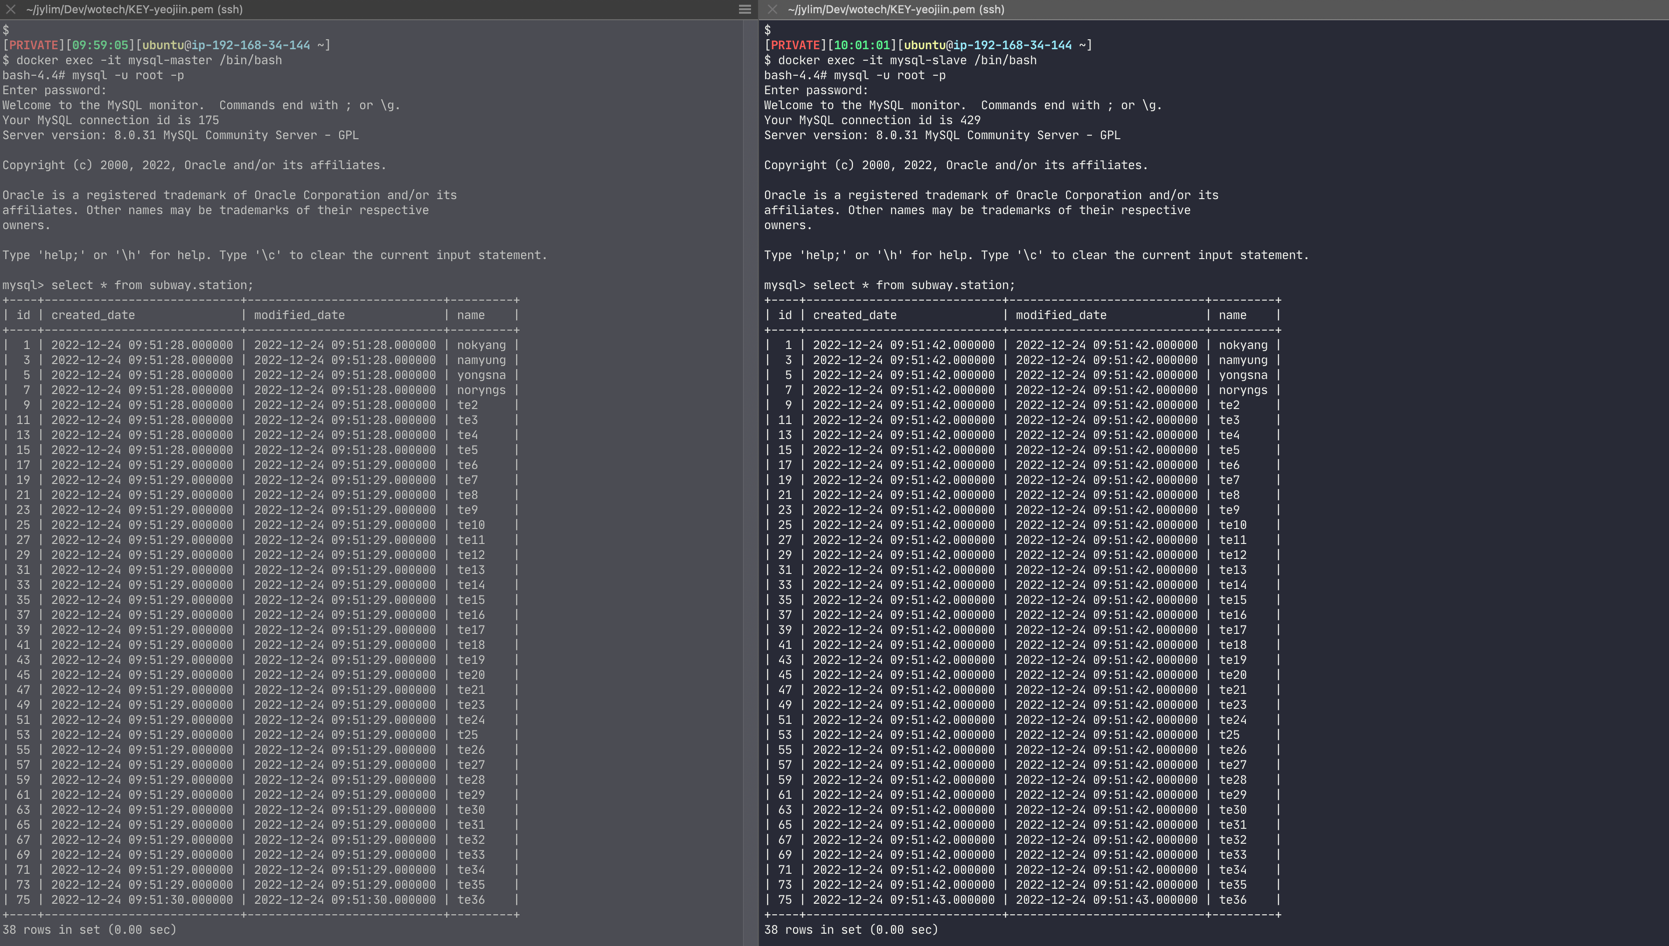 ~/jylim/Dev/wotech/KEY-yeojiin.pem (ssh)
$
[PRIVATE][09:59:05][ubuntu@ip-192-168-34-144 ~]
$ docker exec -it mysql-master /bin/bash
bash-4.4# mysql -u root -p
Enter password:
Welcome to the MySQL monitor.  Commands end with ; or \g.
Your MySQL connection id is 175
Server version: 8.0.31 MySQL Community Server - GPL

Copyright (c) 2000, 2022, Oracle and/or its affiliates.

Oracle is a registered trademark of Oracle Corporation and/or its
affiliates. Other names may be trademarks of their respective
owners.

Type 'help;' or '\h' for help. Type '\c' to clear the current input statement.

mysql> select * from subway.station;
+----+----------------------------+----------------------------+---------+
| id | created_date               | modified_date              | name    |
+----+----------------------------+----------------------------+---------+
|  1 | 2022-12-24 09:51:28.000000 | 2022-12-24 09:51:28.000000 | nokyang |
|  3 | 2022-12-24 09:51:28.000000 | 2022-12-24 09:51:28.000000 | namyung |
|  5 | 2022-12-24 09:51:28.000000 | 2022-12-24 09:51:28.000000 | yongsna |
|  7 | 2022-12-24 09:51:28.000000 | 2022-12-24 09:51:28.000000 | noryngs |
|  9 | 2022-12-24 09:51:28.000000 | 2022-12-24 09:51:28.000000 | te2     |
| 11 | 2022-12-24 09:51:28.000000 | 2022-12-24 09:51:28.000000 | te3     |
| 13 | 2022-12-24 09:51:28.000000 | 2022-12-24 09:51:28.000000 | te4     |
| 15 | 2022-12-24 09:51:28.000000 | 2022-12-24 09:51:28.000000 | te5     |
| 17 | 2022-12-24 09:51:29.000000 | 2022-12-24 09:51:29.000000 | te6     |
| 19 | 2022-12-24 09:51:29.000000 | 2022-12-24 09:51:29.000000 | te7     |
| 21 | 2022-12-24 09:51:29.000000 | 2022-12-24 09:51:29.000000 | te8     |
| 23 | 2022-12-24 09:51:29.000000 | 2022-12-24 09:51:29.000000 | te9     |
| 25 | 2022-12-24 09:51:29.000000 | 2022-12-24 09:51:29.000000 | te10    |
| 27 | 2022-12-24 09:51:29.000000 | 2022-12-24 09:51:29.000000 | te11    |
| 29 | 2022-12-24 09:51:29.000000 | 2022-12-24 09:51:29.000000 | te12    |
| 31 | 2022-12-24 09:51:29.000000 | 2022-12-24 09:51:29.000000 | te13    |
| 33 | 2022-12-24 09:51:29.000000 | 2022-12-24 09:51:29.000000 | te14    |
| 35 | 2022-12-24 09:51:29.000000 | 2022-12-24 09:51:29.000000 | te15    |
| 37 | 2022-12-24 09:51:29.000000 | 2022-12-24 09:51:29.000000 | te16    |
| 39 | 2022-12-24 09:51:29.000000 | 2022-12-24 09:51:29.000000 | te17    |
| 41 | 2022-12-24 09:51:29.000000 | 2022-12-24 09:51:29.000000 | te18    |
| 43 | 2022-12-24 09:51:29.000000 | 2022-12-24 09:51:29.000000 | te19    |
| 45 | 2022-12-24 09:51:29.000000 | 2022-12-24 09:51:29.000000 | te20    |
| 47 | 2022-12-24 09:51:29.000000 | 2022-12-24 09:51:29.000000 | te21    |
| 49 | 2022-12-24 09:51:29.000000 | 2022-12-24 09:51:29.000000 | te23    |
| 51 | 2022-12-24 09:51:29.000000 | 2022-12-24 09:51:29.000000 | te24    |
| 53 | 2022-12-24 09:51:29.000000 | 2022-12-24 09:51:29.000000 | t25     |
| 55 | 2022-12-24 09:51:29.000000 | 2022-12-24 09:51:29.000000 | te26    |
| 57 | 2022-12-24 09:51:29.000000 | 2022-12-24 09:51:29.000000 | te27    |
| 59 | 2022-12-24 09:51:29.000000 | 2022-12-24 09:51:29.000000 | te28    |
| 61 | 2022-12-24 09:51:29.000000 | 2022-12-24 09:51:29.000000 | te29    |
| 63 | 2022-12-24 09:51:29.000000 | 2022-12-24 09:51:29.000000 | te30    |
| 65 | 2022-12-24 09:51:29.000000 | 2022-12-24 09:51:29.000000 | te31    |
| 67 | 2022-12-24 09:51:29.000000 | 2022-12-24 09:51:29.000000 | te32    |
| 69 | 2022-12-24 09:51:29.000000 | 2022-12-24 09:51:29.000000 | te33    |
| 71 | 2022-12-24 09:51:29.000000 | 2022-12-24 09:51:29.000000 | te34    |
| 73 | 2022-12-24 09:51:29.000000 | 2022-12-24 09:51:29.000000 | te35    |
| 75 | 2022-12-24 09:51:30.000000 | 2022-12-24 09:51:30.000000 | te36    |
+----+----------------------------+----------------------------+---------+
38 rows in set (0.00 sec)
~/jylim/Dev/wotech/KEY-yeojiin.pem (ssh)
$
[PRIVATE][10:01:01][ubuntu@ip-192-168-34-144 ~]
$ docker exec -it mysql-slave /bin/bash
bash-4.4# mysql -u root -p
Enter password:
Welcome to the MySQL monitor.  Commands end with ; or \g.
Your MySQL connection id is 429
Server version: 8.0.31 MySQL Community Server - GPL

Copyright (c) 2000, 2022, Oracle and/or its affiliates.

Oracle is a registered trademark of Oracle Corporation and/or its
affiliates. Other names may be trademarks of their respective
owners.

Type 'help;' or '\h' for help. Type '\c' to clear the current input statement.

mysql> select * from subway.station;
+----+----------------------------+----------------------------+---------+
| id | created_date               | modified_date              | name    |
+----+----------------------------+----------------------------+---------+
|  1 | 2022-12-24 09:51:42.000000 | 2022-12-24 09:51:42.000000 | nokyang |
|  3 | 2022-12-24 09:51:42.000000 | 2022-12-24 09:51:42.000000 | namyung |
|  5 | 2022-12-24 09:51:42.000000 | 2022-12-24 09:51:42.000000 | yongsna |
|  7 | 2022-12-24 09:51:42.000000 | 2022-12-24 09:51:42.000000 | noryngs |
|  9 | 2022-12-24 09:51:42.000000 | 2022-12-24 09:51:42.000000 | te2     |
| 11 | 2022-12-24 09:51:42.000000 | 2022-12-24 09:51:42.000000 | te3     |
| 13 | 2022-12-24 09:51:42.000000 | 2022-12-24 09:51:42.000000 | te4     |
| 15 | 2022-12-24 09:51:42.000000 | 2022-12-24 09:51:42.000000 | te5     |
| 17 | 2022-12-24 09:51:42.000000 | 2022-12-24 09:51:42.000000 | te6     |
| 19 | 2022-12-24 09:51:42.000000 | 2022-12-24 09:51:42.000000 | te7     |
| 21 | 2022-12-24 09:51:42.000000 | 2022-12-24 09:51:42.000000 | te8     |
| 23 | 2022-12-24 09:51:42.000000 | 2022-12-24 09:51:42.000000 | te9     |
| 25 | 2022-12-24 09:51:42.000000 | 2022-12-24 09:51:42.000000 | te10    |
| 27 | 2022-12-24 09:51:42.000000 | 2022-12-24 09:51:42.000000 | te11    |
| 29 | 2022-12-24 09:51:42.000000 | 2022-12-24 09:51:42.000000 | te12    |
| 31 | 2022-12-24 09:51:42.000000 | 2022-12-24 09:51:42.000000 | te13    |
| 33 | 2022-12-24 09:51:42.000000 | 2022-12-24 09:51:42.000000 | te14    |
| 35 | 2022-12-24 09:51:42.000000 | 2022-12-24 09:51:42.000000 | te15    |
| 37 | 2022-12-24 09:51:42.000000 | 2022-12-24 09:51:42.000000 | te16    |
| 39 | 2022-12-24 09:51:42.000000 | 2022-12-24 09:51:42.000000 | te17    |
| 41 | 2022-12-24 09:51:42.000000 | 2022-12-24 09:51:42.000000 | te18    |
| 43 | 2022-12-24 09:51:42.000000 | 2022-12-24 09:51:42.000000 | te19    |
| 45 | 2022-12-24 09:51:42.000000 | 2022-12-24 09:51:42.000000 | te20    |
| 47 | 2022-12-24 09:51:42.000000 | 2022-12-24 09:51:42.000000 | te21    |
| 49 | 2022-12-24 09:51:42.000000 | 2022-12-24 09:51:42.000000 | te23    |
| 51 | 2022-12-24 09:51:42.000000 | 2022-12-24 09:51:42.000000 | te24    |
| 53 | 2022-12-24 09:51:42.000000 | 2022-12-24 09:51:42.000000 | t25     |
| 55 | 2022-12-24 09:51:42.000000 | 2022-12-24 09:51:42.000000 | te26    |
| 57 | 2022-12-24 09:51:42.000000 | 2022-12-24 09:51:42.000000 | te27    |
| 59 | 2022-12-24 09:51:42.000000 | 2022-12-24 09:51:42.000000 | te28    |
| 61 | 2022-12-24 09:51:42.000000 | 2022-12-24 09:51:42.000000 | te29    |
| 63 | 2022-12-24 09:51:42.000000 | 2022-12-24 09:51:42.000000 | te30    |
| 65 | 2022-12-24 09:51:42.000000 | 2022-12-24 09:51:42.000000 | te31    |
| 67 | 2022-12-24 09:51:42.000000 | 2022-12-24 09:51:42.000000 | te32    |
| 69 | 2022-12-24 09:51:42.000000 | 2022-12-24 09:51:42.000000 | te33    |
| 71 | 2022-12-24 09:51:42.000000 | 2022-12-24 09:51:42.000000 | te34    |
| 73 | 2022-12-24 09:51:42.000000 | 2022-12-24 09:51:42.000000 | te35    |
| 75 | 2022-12-24 09:51:43.000000 | 2022-12-24 09:51:43.000000 | te36    |
+----+----------------------------+----------------------------+---------+
38 rows in set (0.00 sec)